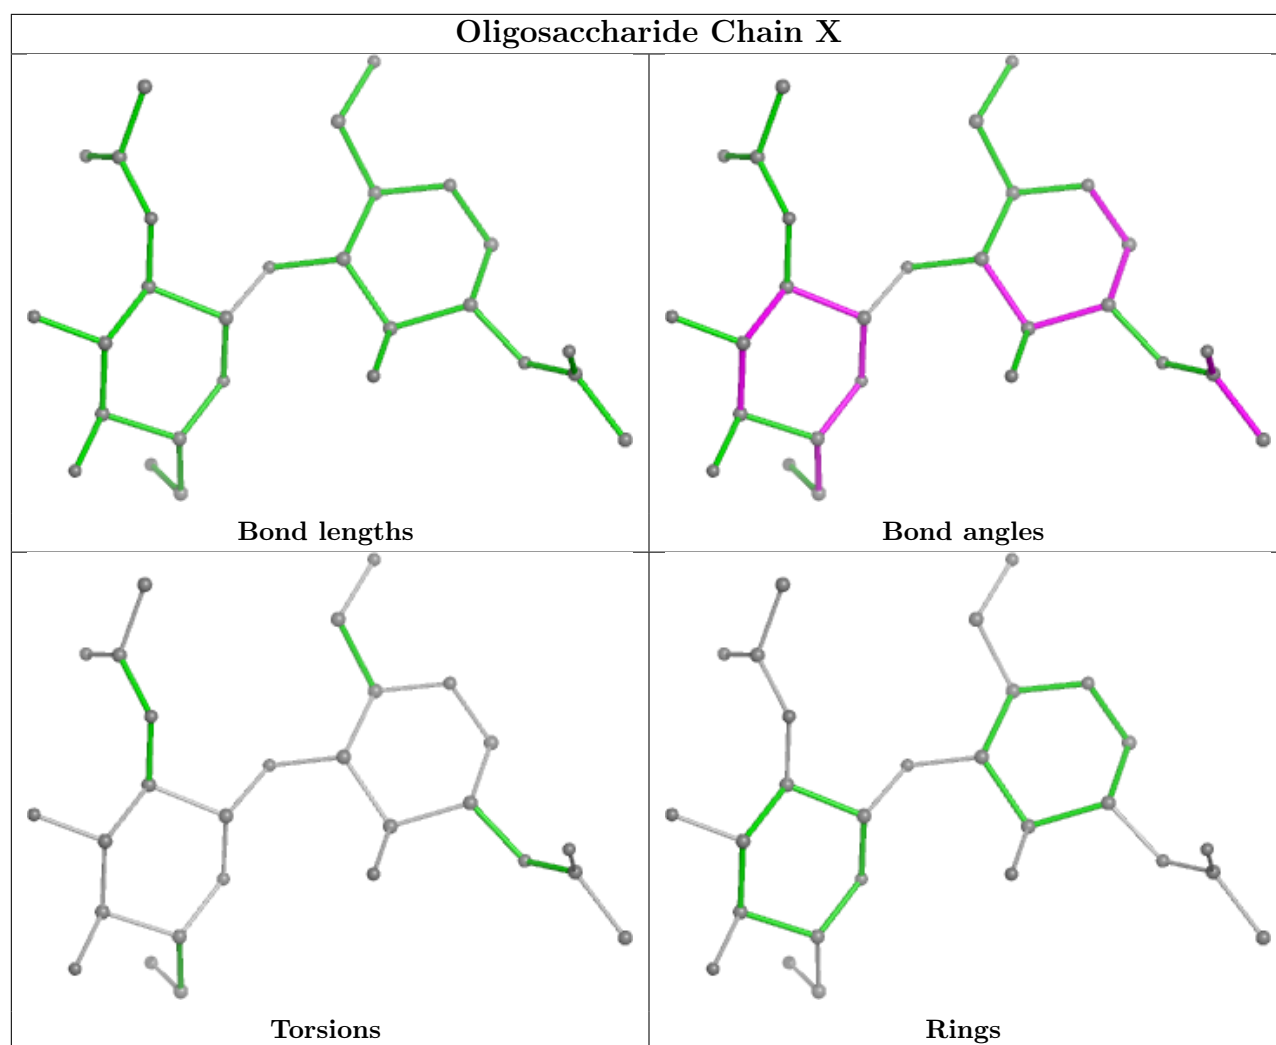 Oligosaccharide Chain X
Bond lengths
Bond angles
Torsions
Rings